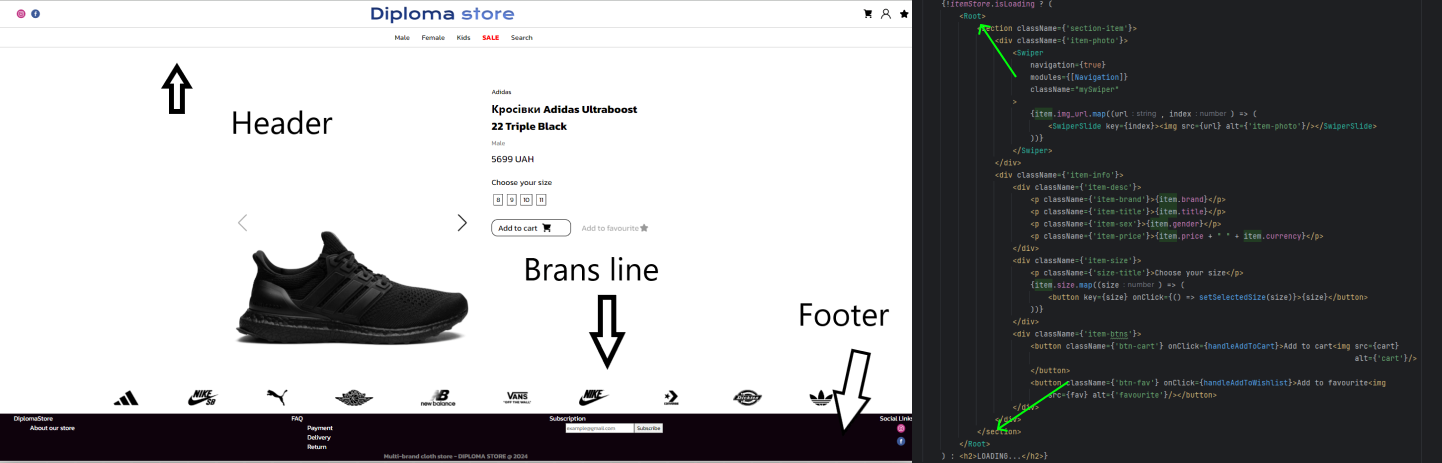 Diploma store
Male Female Kids SALE Search
Header
Adidas
Кросівки Adidas Ultraboost
22 Triple Black
Male
5699 UAH
Choose your size
8 9 10 11
Add to cart Add to favourite
Brans line
Footer
NIKE SB
new balance
VANS
"OFF THE WALL"
NIKE
CONVERSE
Dickies
DiplomaStore
About our store
FAQ
Payment
Delivery
Return
Subscription
example@gmail.com Subscribe
Social Links
Multi-brand cloth store - DIPLOMA STORE @ 2024
{!itemStore.isLoading ? (
<Root>
<section className={'section-item'}>
<div className={'item-photo'}>
<Swiper
navigation={true}
modules={[Navigation]}
className="mySwiper"
>
{item.img_url.map((url : string , index : number ) => (
<SwiperSlide key={index}><img src={url} alt={'item-photo'}/></SwiperSlide>
))}
</Swiper>
</div>
<div className={'item-info'}>
<div className={'item-desc'}>
<p className={'item-brand'}>{item.brand}</p>
<p className={'item-title'}>{item.title}</p>
<p className={'item-sex'}>{item.gender}</p>
<p className={'item-price'}>{item.price + " " + item.currency}</p>
</div>
<div className={'item-size'}>
<p className={'size-title'}>Choose your size</p>
{item.size.map((size : number ) => (
<button key={size} onClick={() => setSelectedSize(size)}>{size}</button>
))}
</div>
<div className={'item-btns'}>
<button className={'btn-cart'} onClick={handleAddToCart}>Add to cart<img src={cart}
alt={'cart'}/>
</button>
<button className={'btn-fav'} onClick={handleAddToWishlist}>Add to favourite<img
src={fav} alt={'favourite'}/></button>
</div>
</div>
</section>
</Root>
) : <h2>LOADING...</h2>}